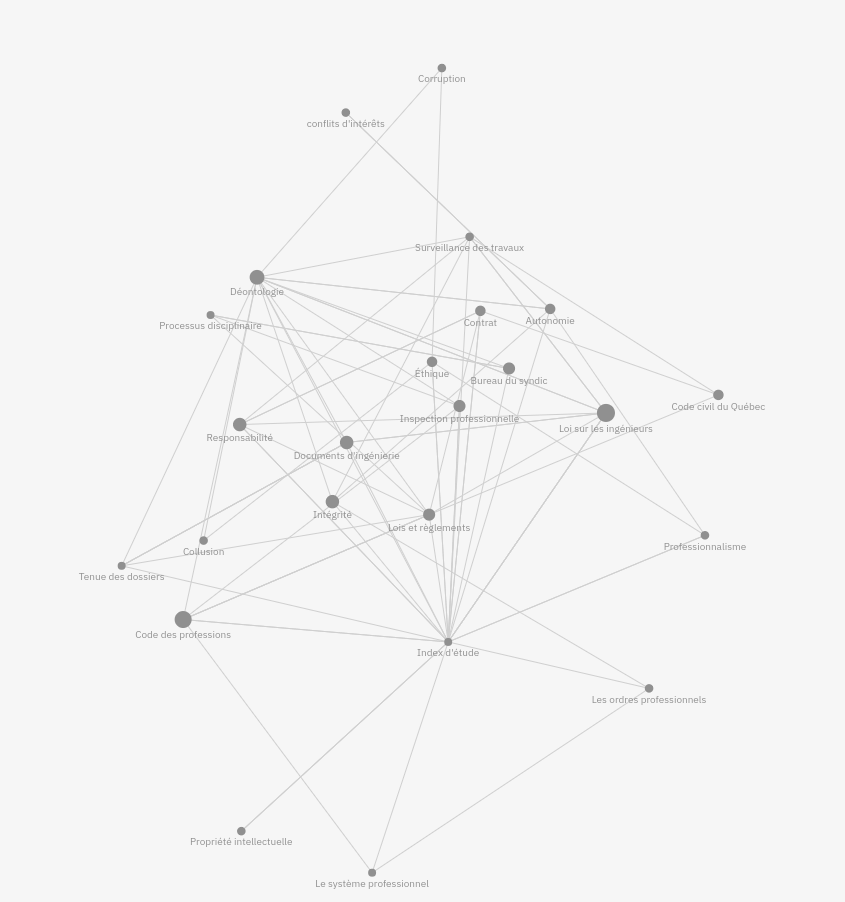 Corruption
conflits d'intérêts
Surveillance des travaux
Déontologie
Contrat
Autonomie
Processus disciplinaire
Éthique
Bureau du syndic
Code civil du Québec
Inspection professionnelle
Loi sur les ingénieurs
Responsabilité
Documents d'ingénierie
Intégrité
Lois et règlements
Professionnalisme
Collusion
Tenue des dossiers
Code des professions
Index d'étude
Les ordres professionnels
Propriété intellectuelle
Le système professionnel